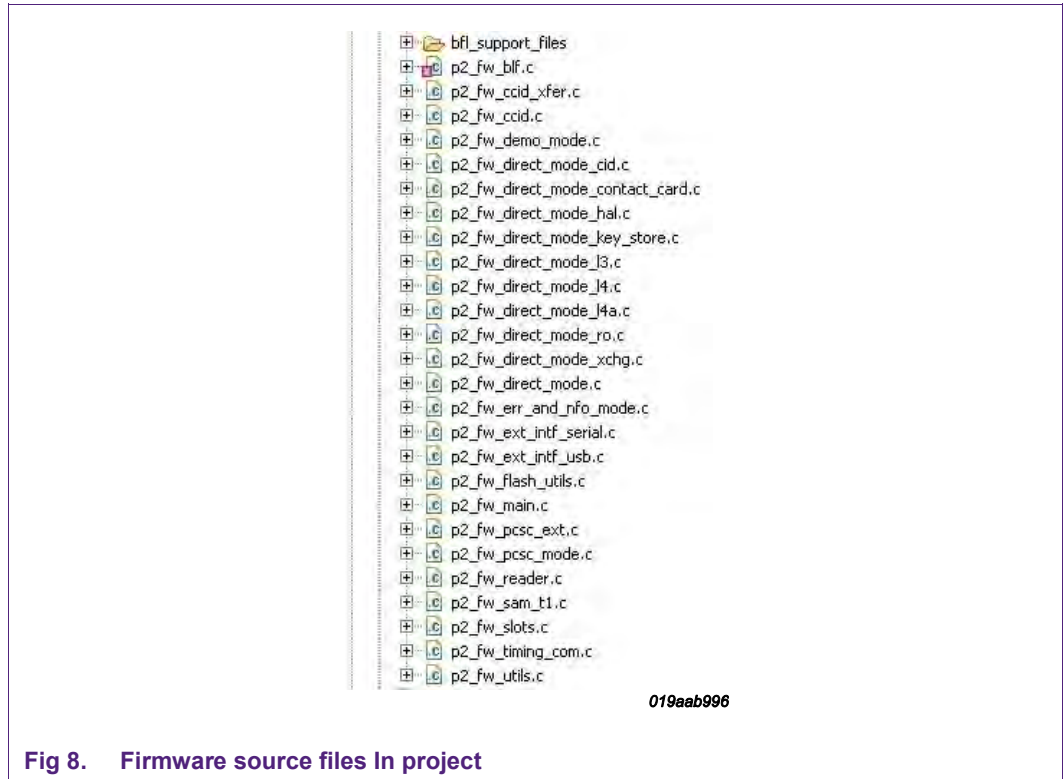 bfl_support_files
p2_fw_blf.c
p2_fw_ccid_xfer.c
p2_fw_ccid.c
p2_fw_demo_mode.c
p2_fw_direct_mode_cid.c
p2_fw_direct_mode_contact_card.c
p2_fw_direct_mode_hal.c
p2_fw_direct_mode_key_store.c
p2_fw_direct_mode_l3.c
p2_fw_direct_mode_l4.c
p2_fw_direct_mode_l4a.c
p2_fw_direct_mode_ro.c
p2_fw_direct_mode_xchg.c
p2_fw_direct_mode.c
p2_fw_err_and_nfo_mode.c
p2_fw_ext_intf_serial.c
p2_fw_ext_intf_usb.c
p2_fw_flash_utils.c
p2_fw_main.c
p2_fw_pcsc_ext.c
p2_fw_pcsc_mode.c
p2_fw_reader.c
p2_fw_sam_t1.c
p2_fw_slots.c
p2_fw_timing_com.c
p2_fw_utils.c
019aab996
Fig 8. Firmware source files In project